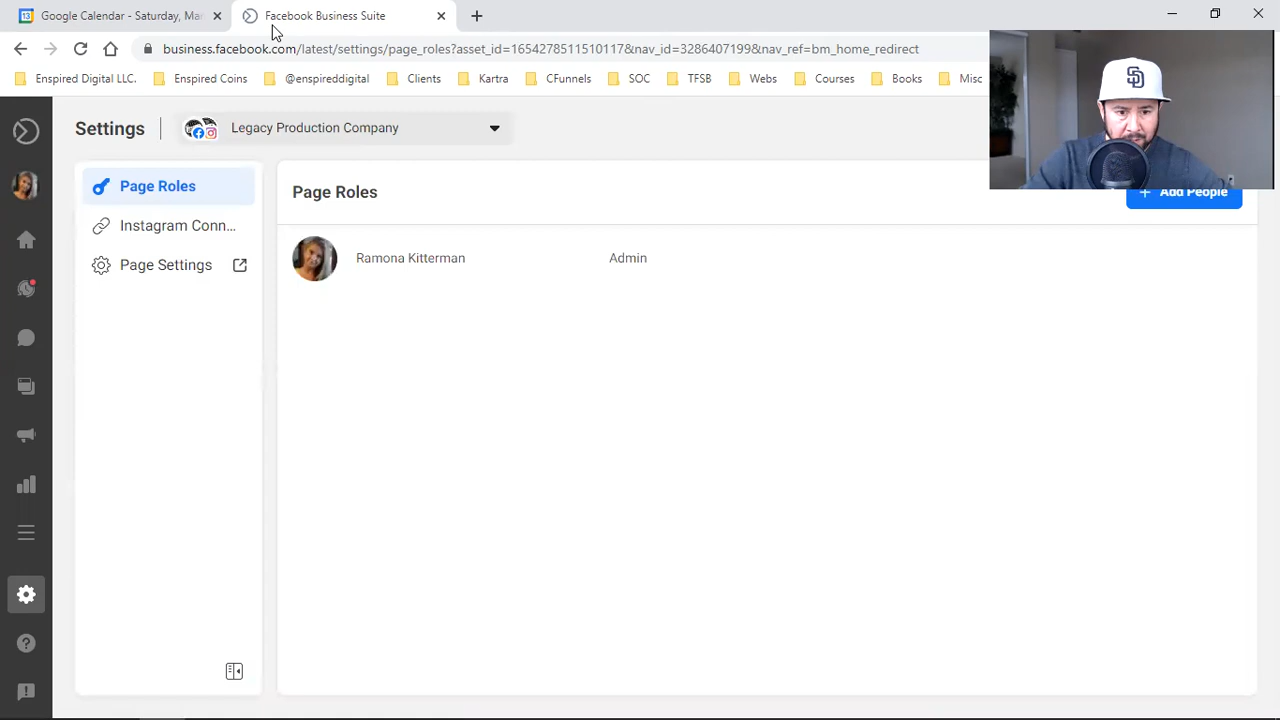 Google Calendar - Saturday, Ma
Facebook Business Suite
business.facebook.com/latest/settings/page_roles?asset_id=165427851151011​7&nav_id=3286407199&nav_ref=bm_home_redirect
Enspired Digital LLC.
Enspired Coins
@enspireddigital
Clients
Kartra
CFunnels
SOC
TFSB
Webs
Courses
Books
Misc
Settings
Legacy Production Company
Page Roles
Instagram Conn...
Page Settings
Page Roles
+ Add People
Ramona Kitterman
Admin